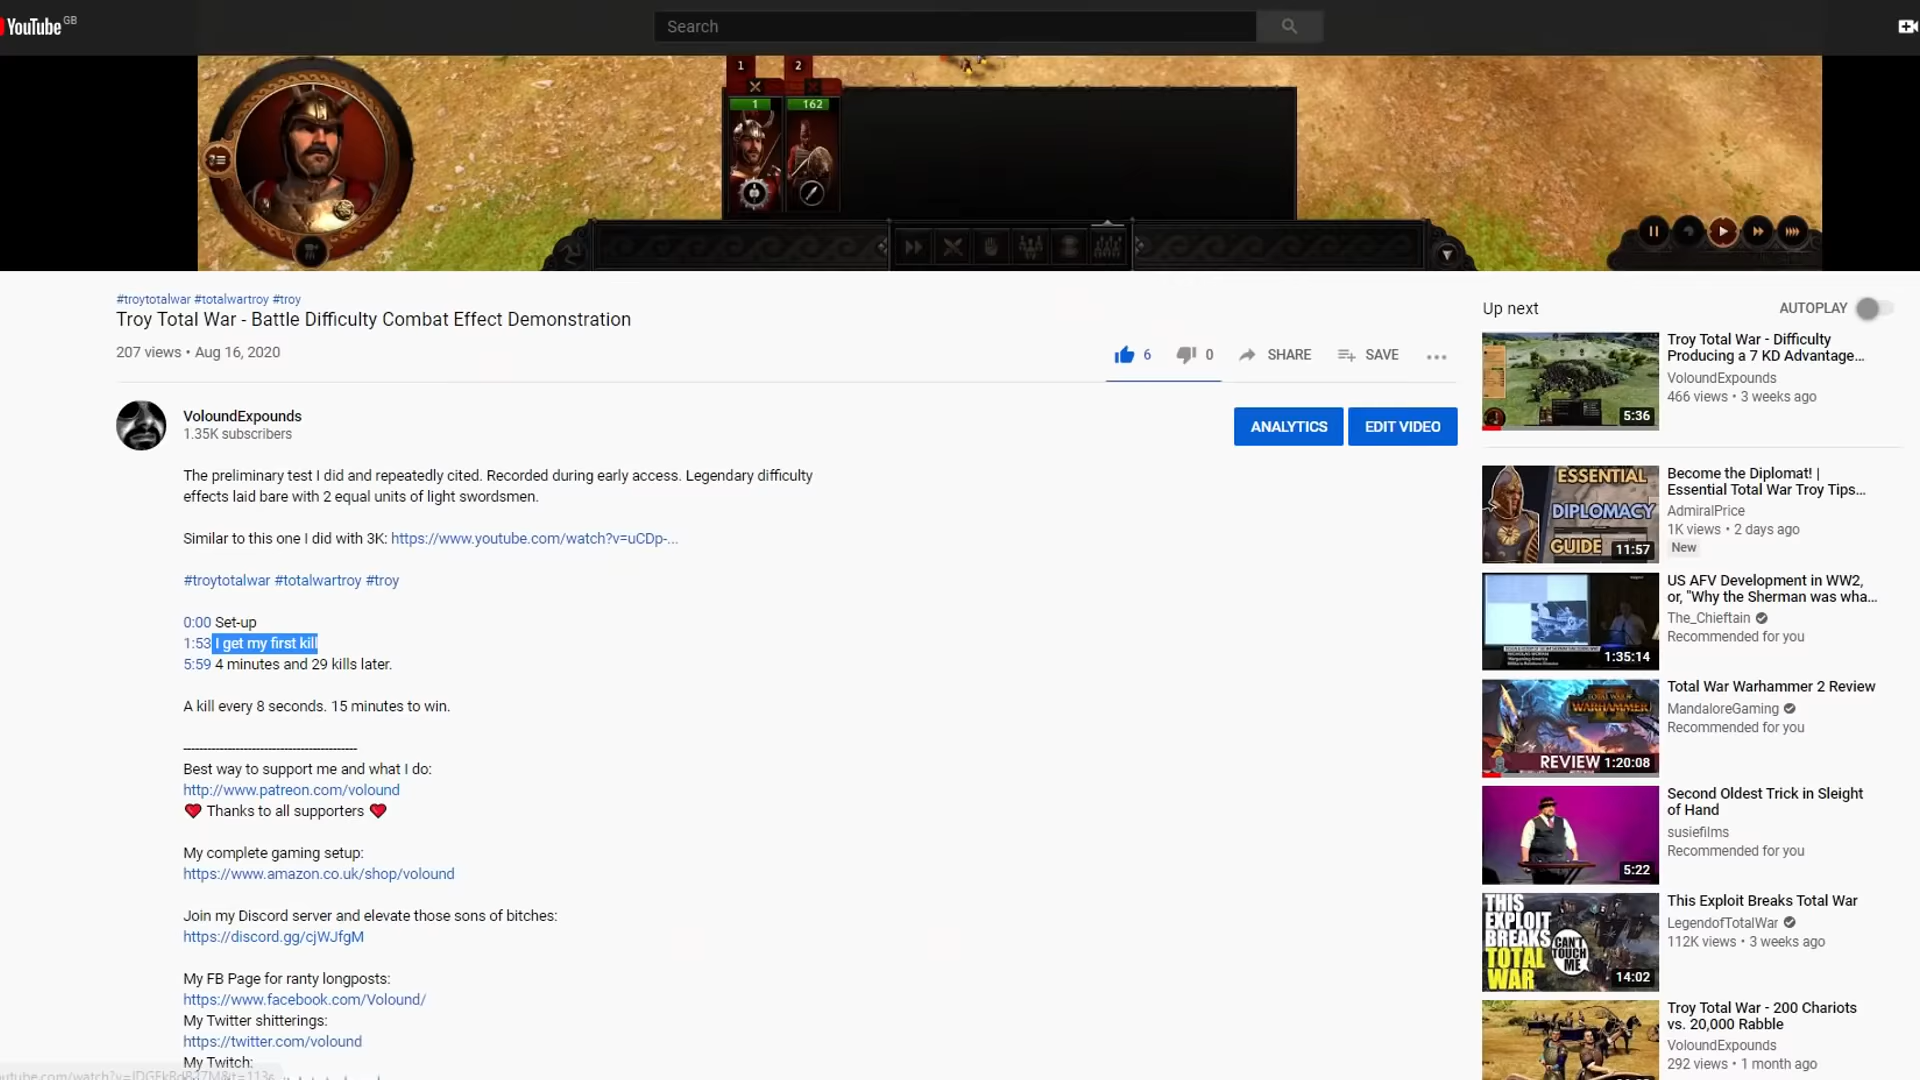 YouTube GB
Search
1
2
1
162
#troytotalwar #totalwartroy #troy
Troy Total War - Battle Difficulty Combat Effect Demonstration
207 views • Aug 16, 2020
6
0
SHARE
SAVE
VoloundExpounds
1.35K subscribers
ANALYTICS
EDIT VIDEO
The preliminary test I did and repeatedly cited. Recorded during early access. Legendary difficulty
effects laid bare with 2 equal units of light swordsmen.
Similar to this one I did with 3K: https://www.youtube.com/watch?v=uCDp-...
#troytotalwar #totalwartroy #troy
0:00 Set-up
1:53 I get my first kill
5:59 4 minutes and 29 kills later.
A kill every 8 seconds. 15 minutes to win.
-------------------------------------------
Best way to support me and what I do:
http://www.patreon.com/volound
❤ Thanks to all supporters ❤
My complete gaming setup:
https://www.amazon.co.uk/shop/volound
Join my Discord server and elevate those sons of bitches:
https://discord.gg/cjWJfgM
My FB Page for ranty longposts:
https://www.facebook.com/Volound/
My Twitter shitterings:
https://twitter.com/volound
My Twitch:
Up next
AUTOPLAY
5:36
Troy Total War - Difficulty
Producing a 7 KD Advantage...
VoloundExpounds
466 views • 3 weeks ago
ESSENTIAL
DIPLOMACY
GUIDE
11:57
Become the Diplomat! |
Essential Total War Troy Tips...
AdmiralPrice
1K views • 2 days ago
New
1:35:14
US AFV Development in WW2,
or, "Why the Sherman was wha...
The_Chieftain
Recommended for you
WARHAMMER
REVIEW
1:20:08
Total War Warhammer 2 Review
MandaloreGaming
Recommended for you
5:22
Second Oldest Trick in Sleight
of Hand
susiefilms
Recommended for you
THIS
EXPLOIT
BREAKS
TOTAL
WAR
CAN'T
TOUCH
ME
14:02
This Exploit Breaks Total War
LegendofTotalWar
112K views • 3 weeks ago
Troy Total War - 200 Chariots
vs. 20,000 Rabble
VoloundExpounds
292 views • 1 month ago